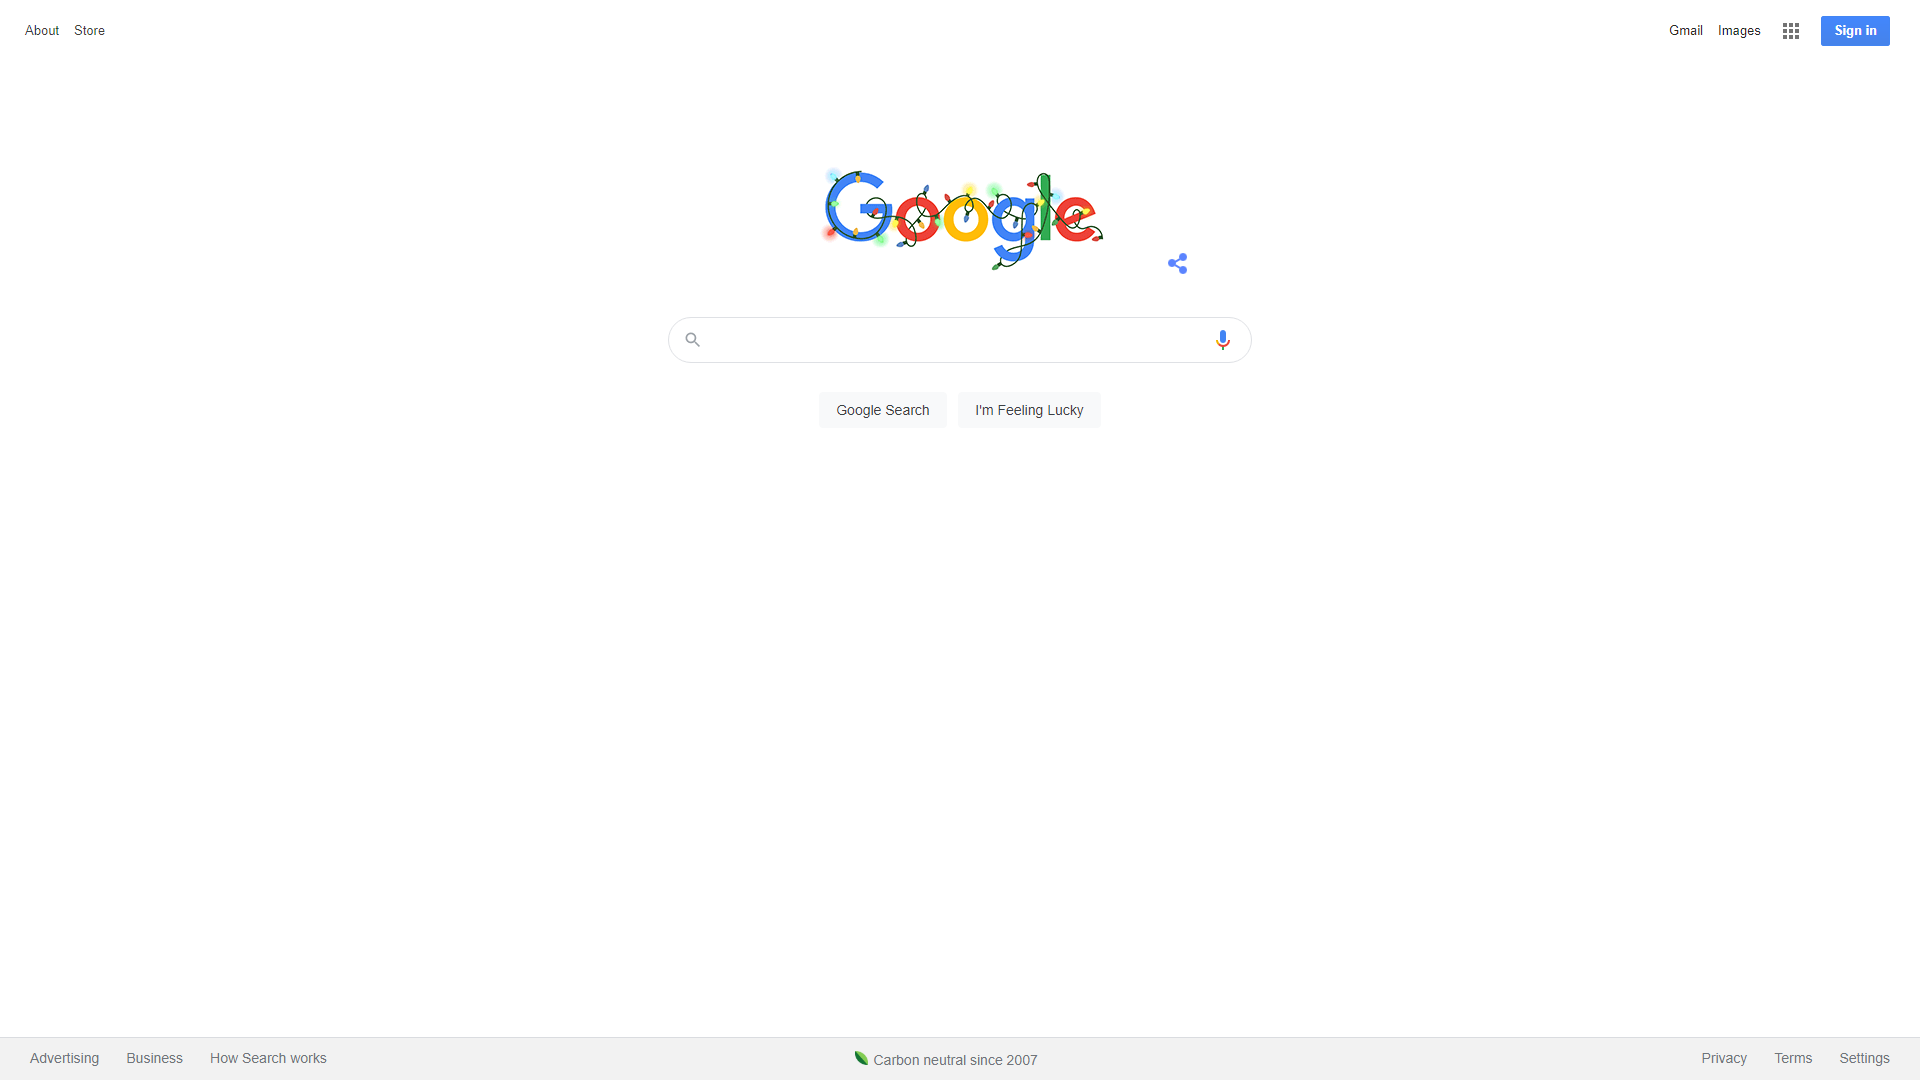 About Store Gmail Images Sign in
Google
Google Search I'm Feeling Lucky
Advertising Business How Search works Carbon neutral since 2007 Privacy Terms Settings